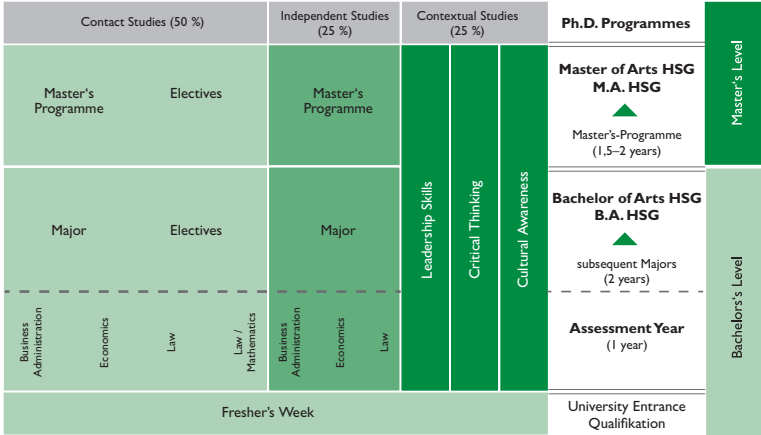 Contact Studies (50 %)
Independent Studies
(25 %)
Contextual Studies
(25 %)
Ph.D. Programmes
Master's Level
Master‘s
Programme
Electives
Master‘s
Programme
Leadership Skills
Critical Thinking
Cultural Awareness
Master of Arts HSG
M.A. HSG
Master’s-Programme
(1,5–2 years)
Major
Electives
Major
Bachelor of Arts HSG
B.A. HSG
subsequent Majors
(2 years)
Bachelors's Level
Business
Administration
Economics
Law
Law /
Mathematics
Business
Administration
Economics
Law
Assessment Year
(1 year)
Fresher’s Week
University Entrance
Qualifikation